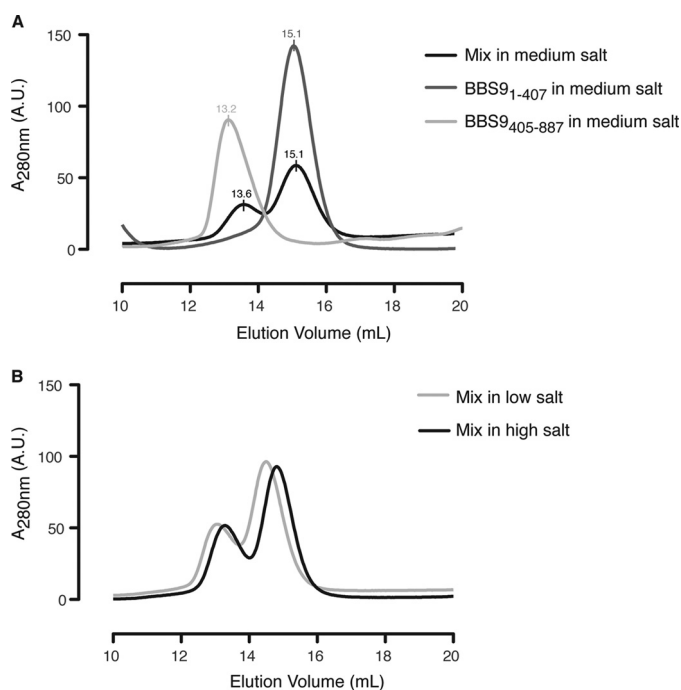 A
150
100
50
0
A280nm (A.U.)
15.1
13.2
15.1
13.6
Mix in medium salt
BBS91-407 in medium salt
BBS9405-887 in medium salt
10 12 14 16 18 20
Elution Volume (mL)
B
150
100
50
0
A280nm (A.U.)
Mix in low salt
Mix in high salt
10 12 14 16 18 20
Elution Volume (mL)